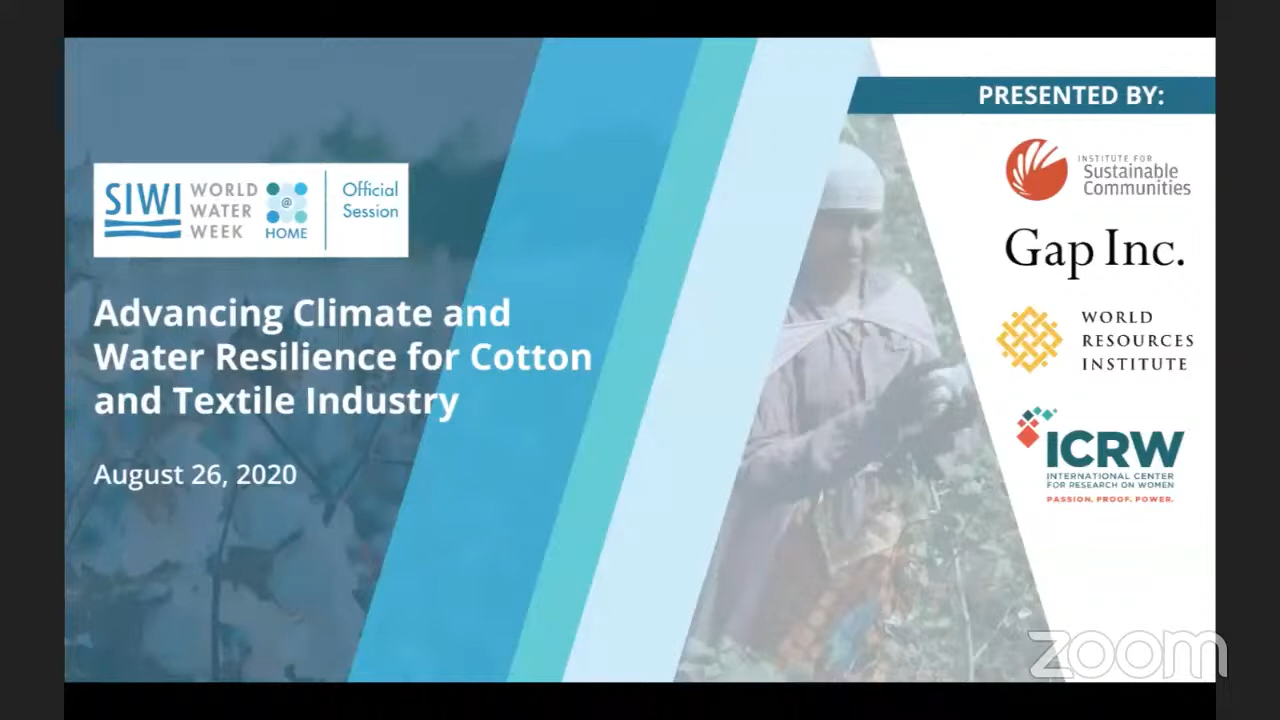 SIWI
WORLD
WATER
WEEK
@
HOME
Official
Session
Advancing Climate and
Water Resilience for Cotton
and Textile Industry
August 26, 2020
PRESENTED BY:
INSTITUTE FOR
Sustainable
Communities
Gap Inc.
WORLD
RESOURCES
INSTITUTE
ICRW
INTERNATIONAL CENTER
FOR RESEARCH ON WOMEN
PASSION. PROOF. POWER.
zoom